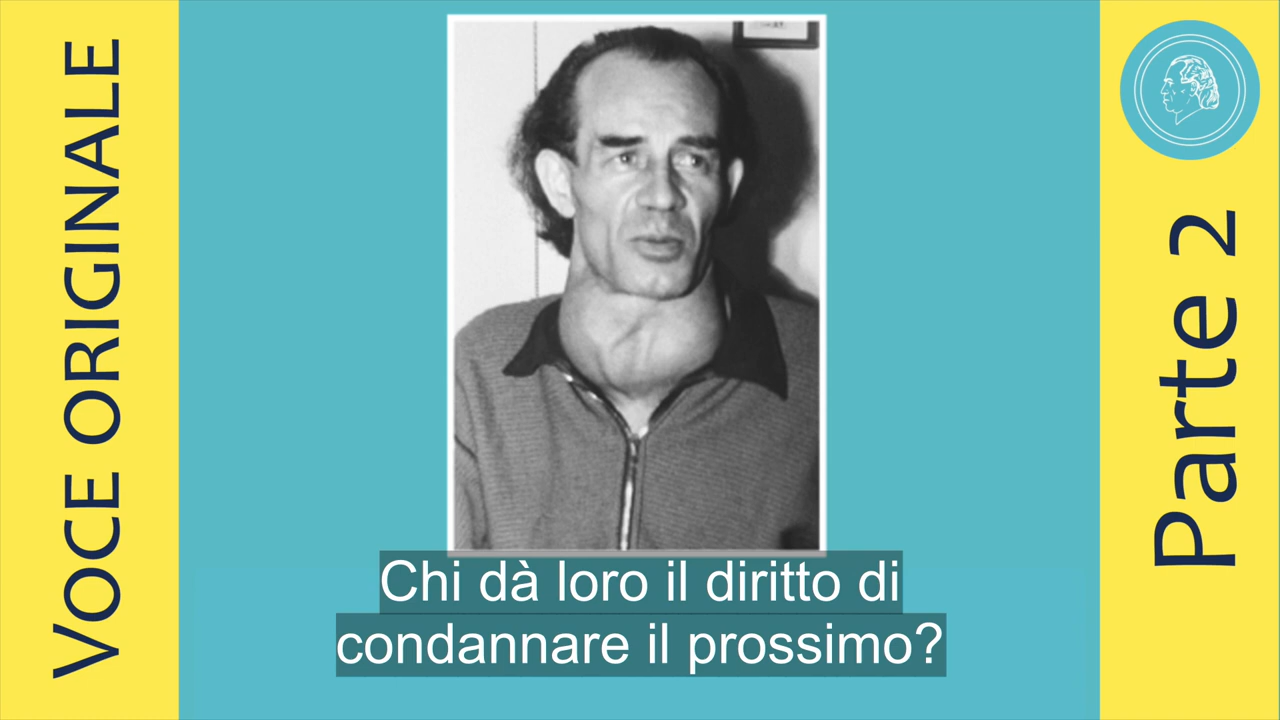 VOCE ORIGINALE
Chi dà loro il diritto di
condannare il prossimo?
Parte 2